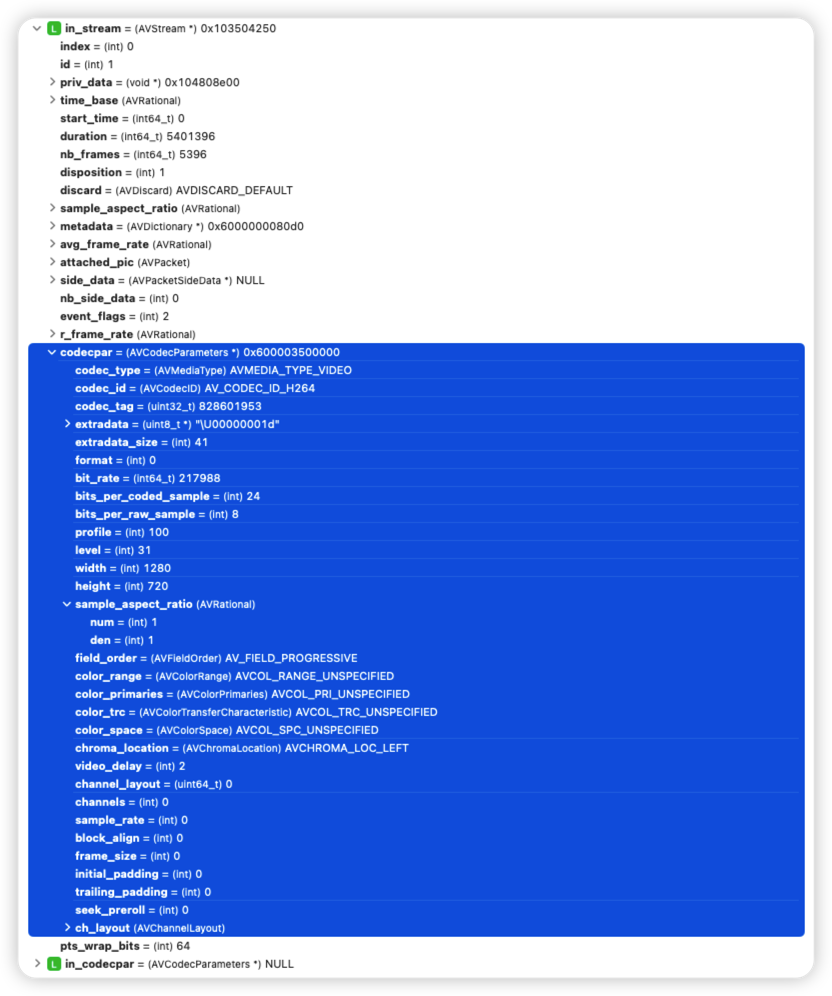 L in_stream = (AVStream *) 0x103504250
index = (int) 0
id = (int) 1
priv_data = (void *) 0x104808e00
time_base (AVRational)
start_time = (int64_t) 0
duration = (int64_t) 5401396
nb_frames = (int64_t) 5396
disposition = (int) 1
discard = (AVDiscard) AVDISCARD_DEFAULT
sample_aspect_ratio (AVRational)
metadata = (AVDictionary *) 0x6000000080d0
avg_frame_rate (AVRational)
attached_pic (AVPacket)
side_data = (AVPacketSideData *) NULL
nb_side_data = (int) 0
event_flags = (int) 2
r_frame_rate (AVRational)
codecpar = (AVCodecParameters *) 0x600003500000
codec_type = (AVMediaType) AVMEDIA_TYPE_VIDEO
codec_id = (AVCodecID) AV_CODEC_ID_H264
codec_tag = (uint32_t) 828601953
extradata = (uint8_t *) "\U00000001d"
extradata_size = (int) 41
format = (int) 0
bit_rate = (int64_t) 217988
bits_per_coded_sample = (int) 24
bits_per_raw_sample = (int) 8
profile = (int) 100
level = (int) 31
width = (int) 1280
height = (int) 720
sample_aspect_ratio (AVRational)
num = (int) 1
den = (int) 1
field_order = (AVFieldOrder) AV_FIELD_PROGRESSIVE
color_range = (AVColorRange) AVCOL_RANGE_UNSPECIFIED
color_primaries = (AVColorPrimaries) AVCOL_PRI_UNSPECIFIED
color_trc = (AVColorTransferCharacteristic) AVCOL_TRC_UNSPECIFIED
color_space = (AVColorSpace) AVCOL_SPC_UNSPECIFIED
chroma_location = (AVChromaLocation) AVCHROMA_LOC_LEFT
video_delay = (int) 2
channel_layout = (uint64_t) 0
channels = (int) 0
sample_rate = (int) 0
block_align = (int) 0
frame_size = (int) 0
initial_padding = (int) 0
trailing_padding = (int) 0
seek_preroll = (int) 0
ch_layout (AVChannelLayout)
pts_wrap_bits = (int) 64
L in_codecpar = (AVCodecParameters *) NULL